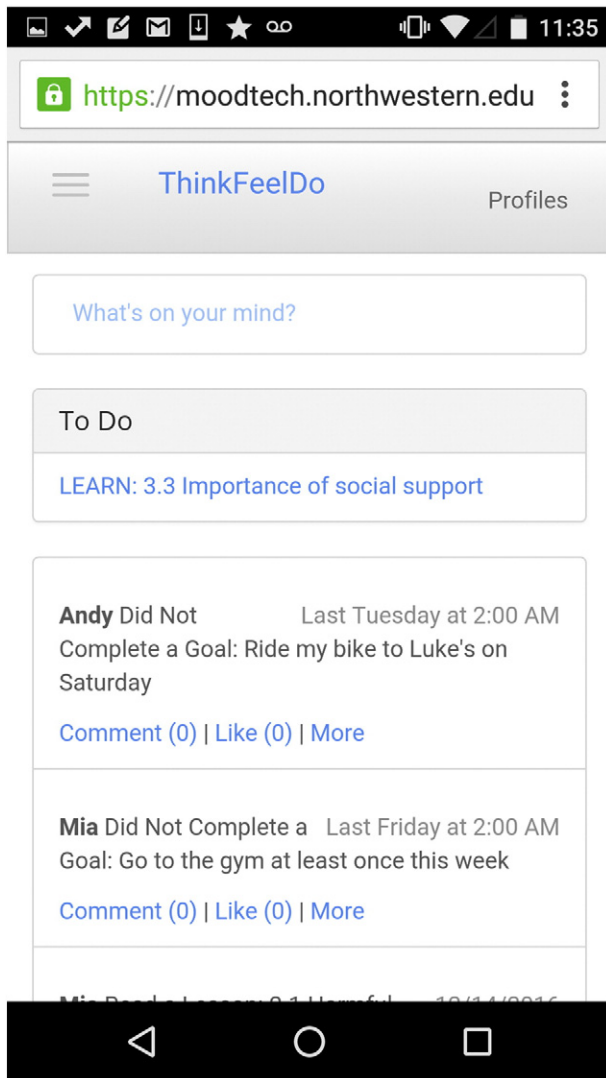 11:35
https://moodtech.northwestern.edu
ThinkFeelDo
Profiles
What's on your mind?
To Do
LEARN: 3.3 Importance of social support
Andy Did Not Last Tuesday at 2:00 AM
Complete a Goal: Ride my bike to Luke's on
Saturday
Comment (0) | Like (0) | More
Mia Did Not Complete a Last Friday at 2:00 AM
Goal: Go to the gym at least once this week
Comment (0) | Like (0) | More
Mia Read a Lesson: